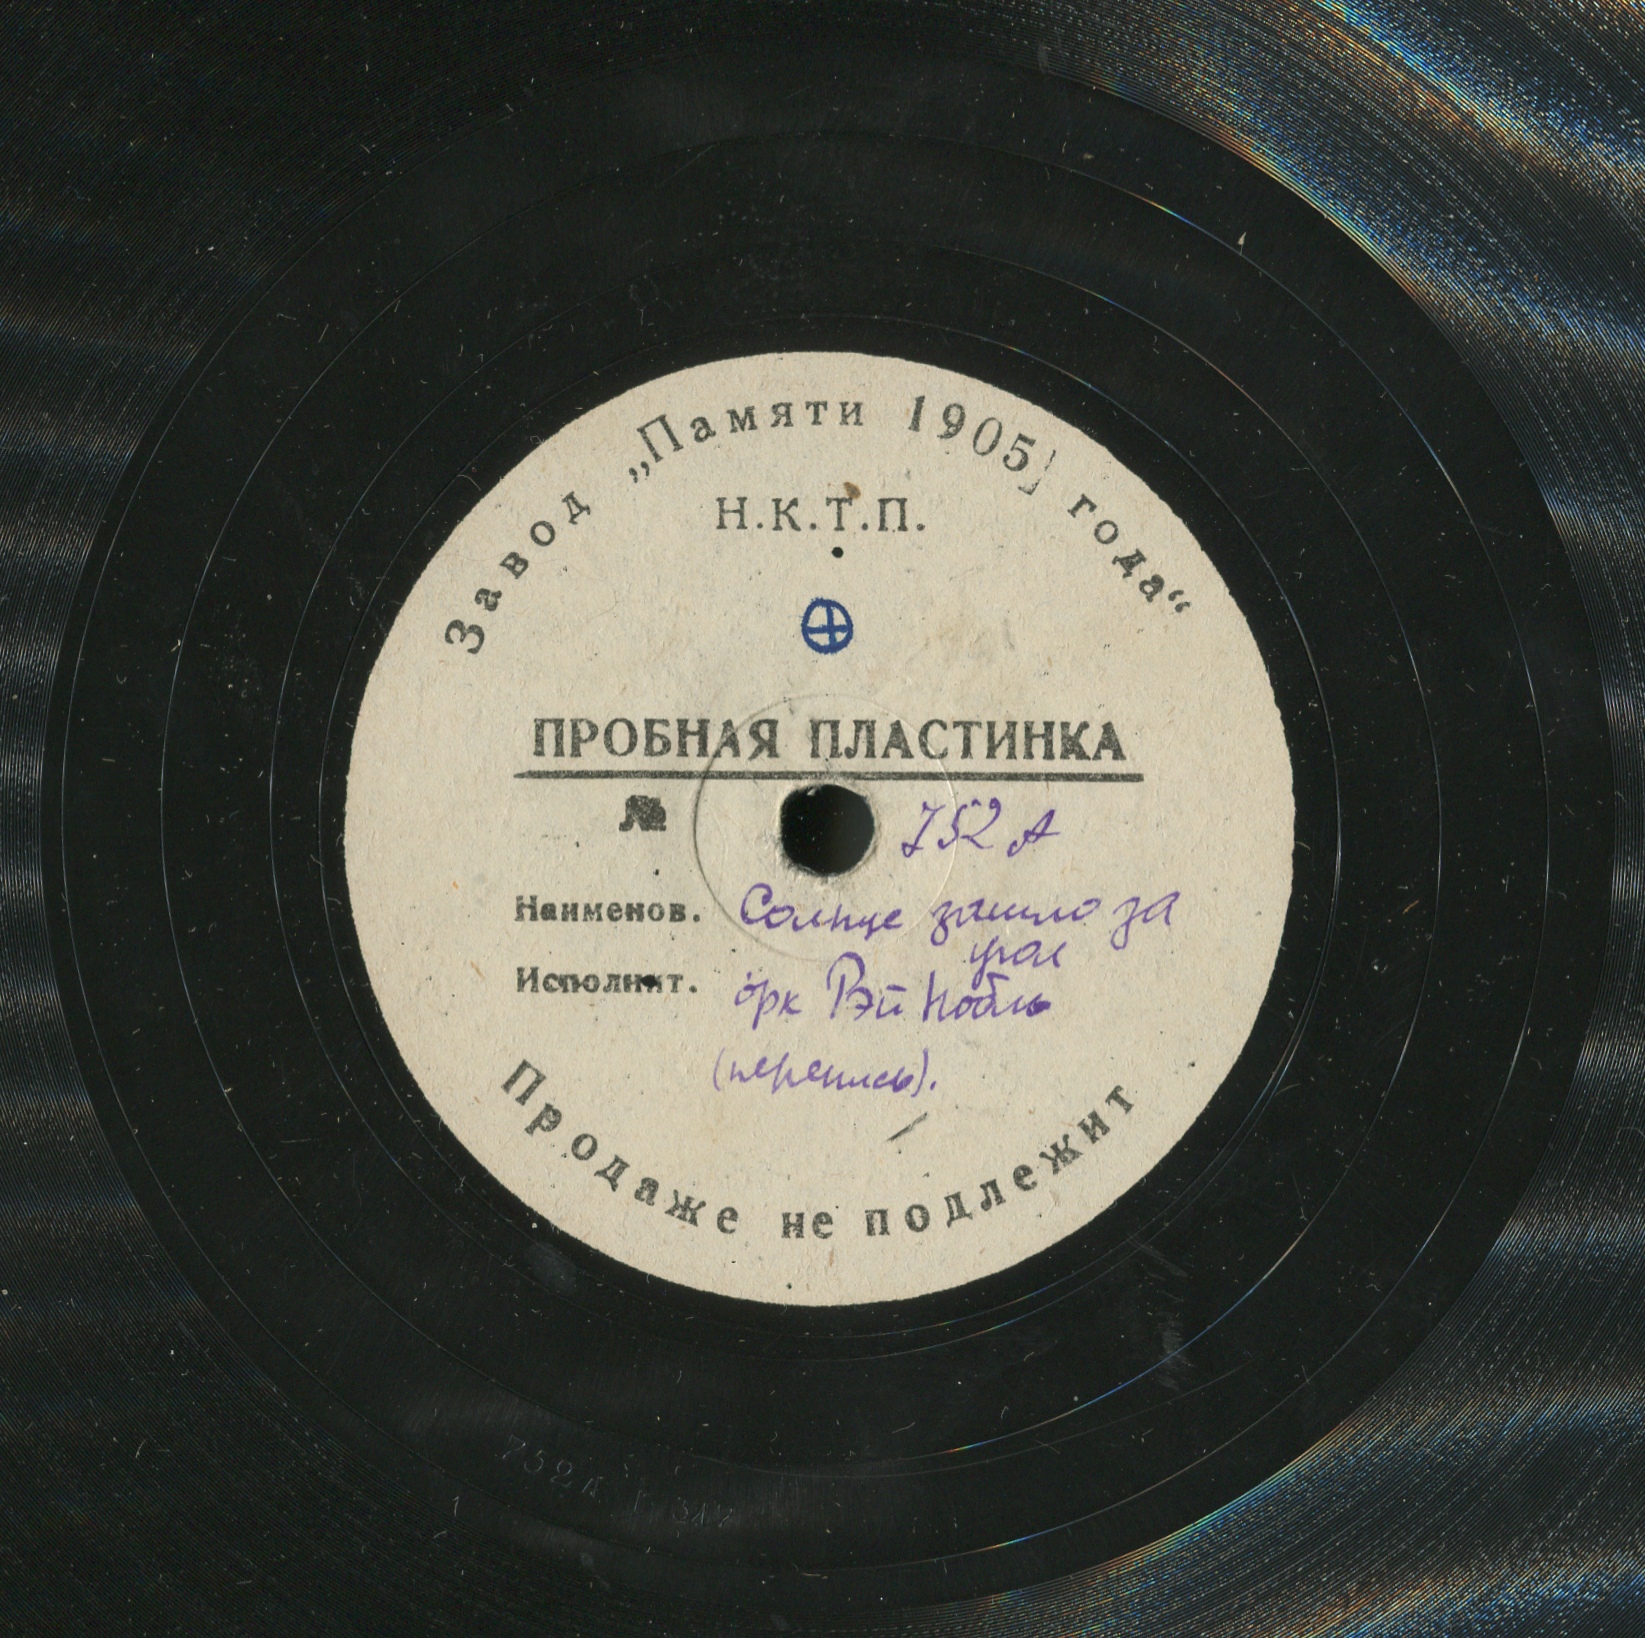 Завод „Памяти 1905 года“
Н.К.Т.П.
ПРОБНАЯ ПЛАСТИНКА
№ 752 А
Наименов. Солнце зашло за
угол
Исполнит. орк Рэй Нобль
(перепись).
Продаже не подлежит
752А